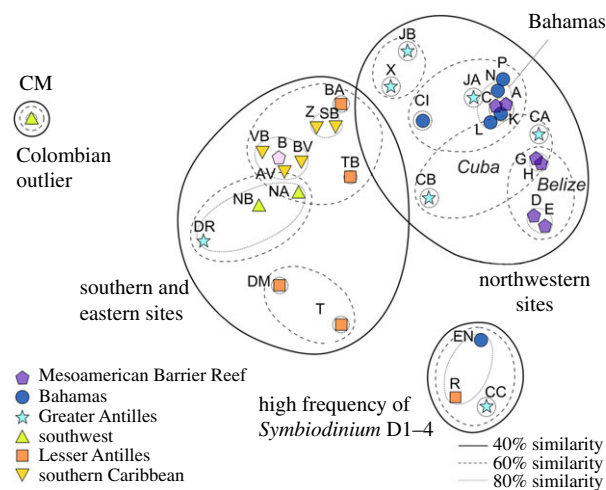 Bahamas
JB
P
N
X
JA
C
A
CI
K
L
CA
G
H
Cuba
Belize
CB
D
E
northwestern
sites
CM
Colombian
outlier
BA
Z
SB
VB
B
BV
AV
TB
NA
NB
DR
DM
T
southern and
eastern sites
EN
R
CC
high frequency of
Symbiodinium D1–4
Mesoamerican Barrier Reef
Bahamas
Greater Antilles
southwest
Lesser Antilles
southern Caribbean
40% similarity
60% similarity
80% similarity